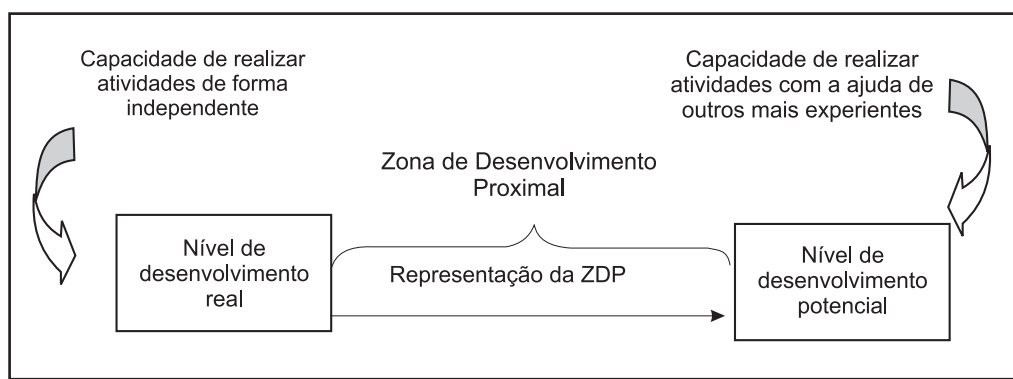 Capacidade de realizar
atividades de forma
independente
Capacidade de realizar
atividades com a ajuda de
outros mais experientes
Zona de Desenvolvimento
Proximal
Nível de
desenvolvimento
real
Representação da ZDP
Nível de
desenvolvimento
potencial